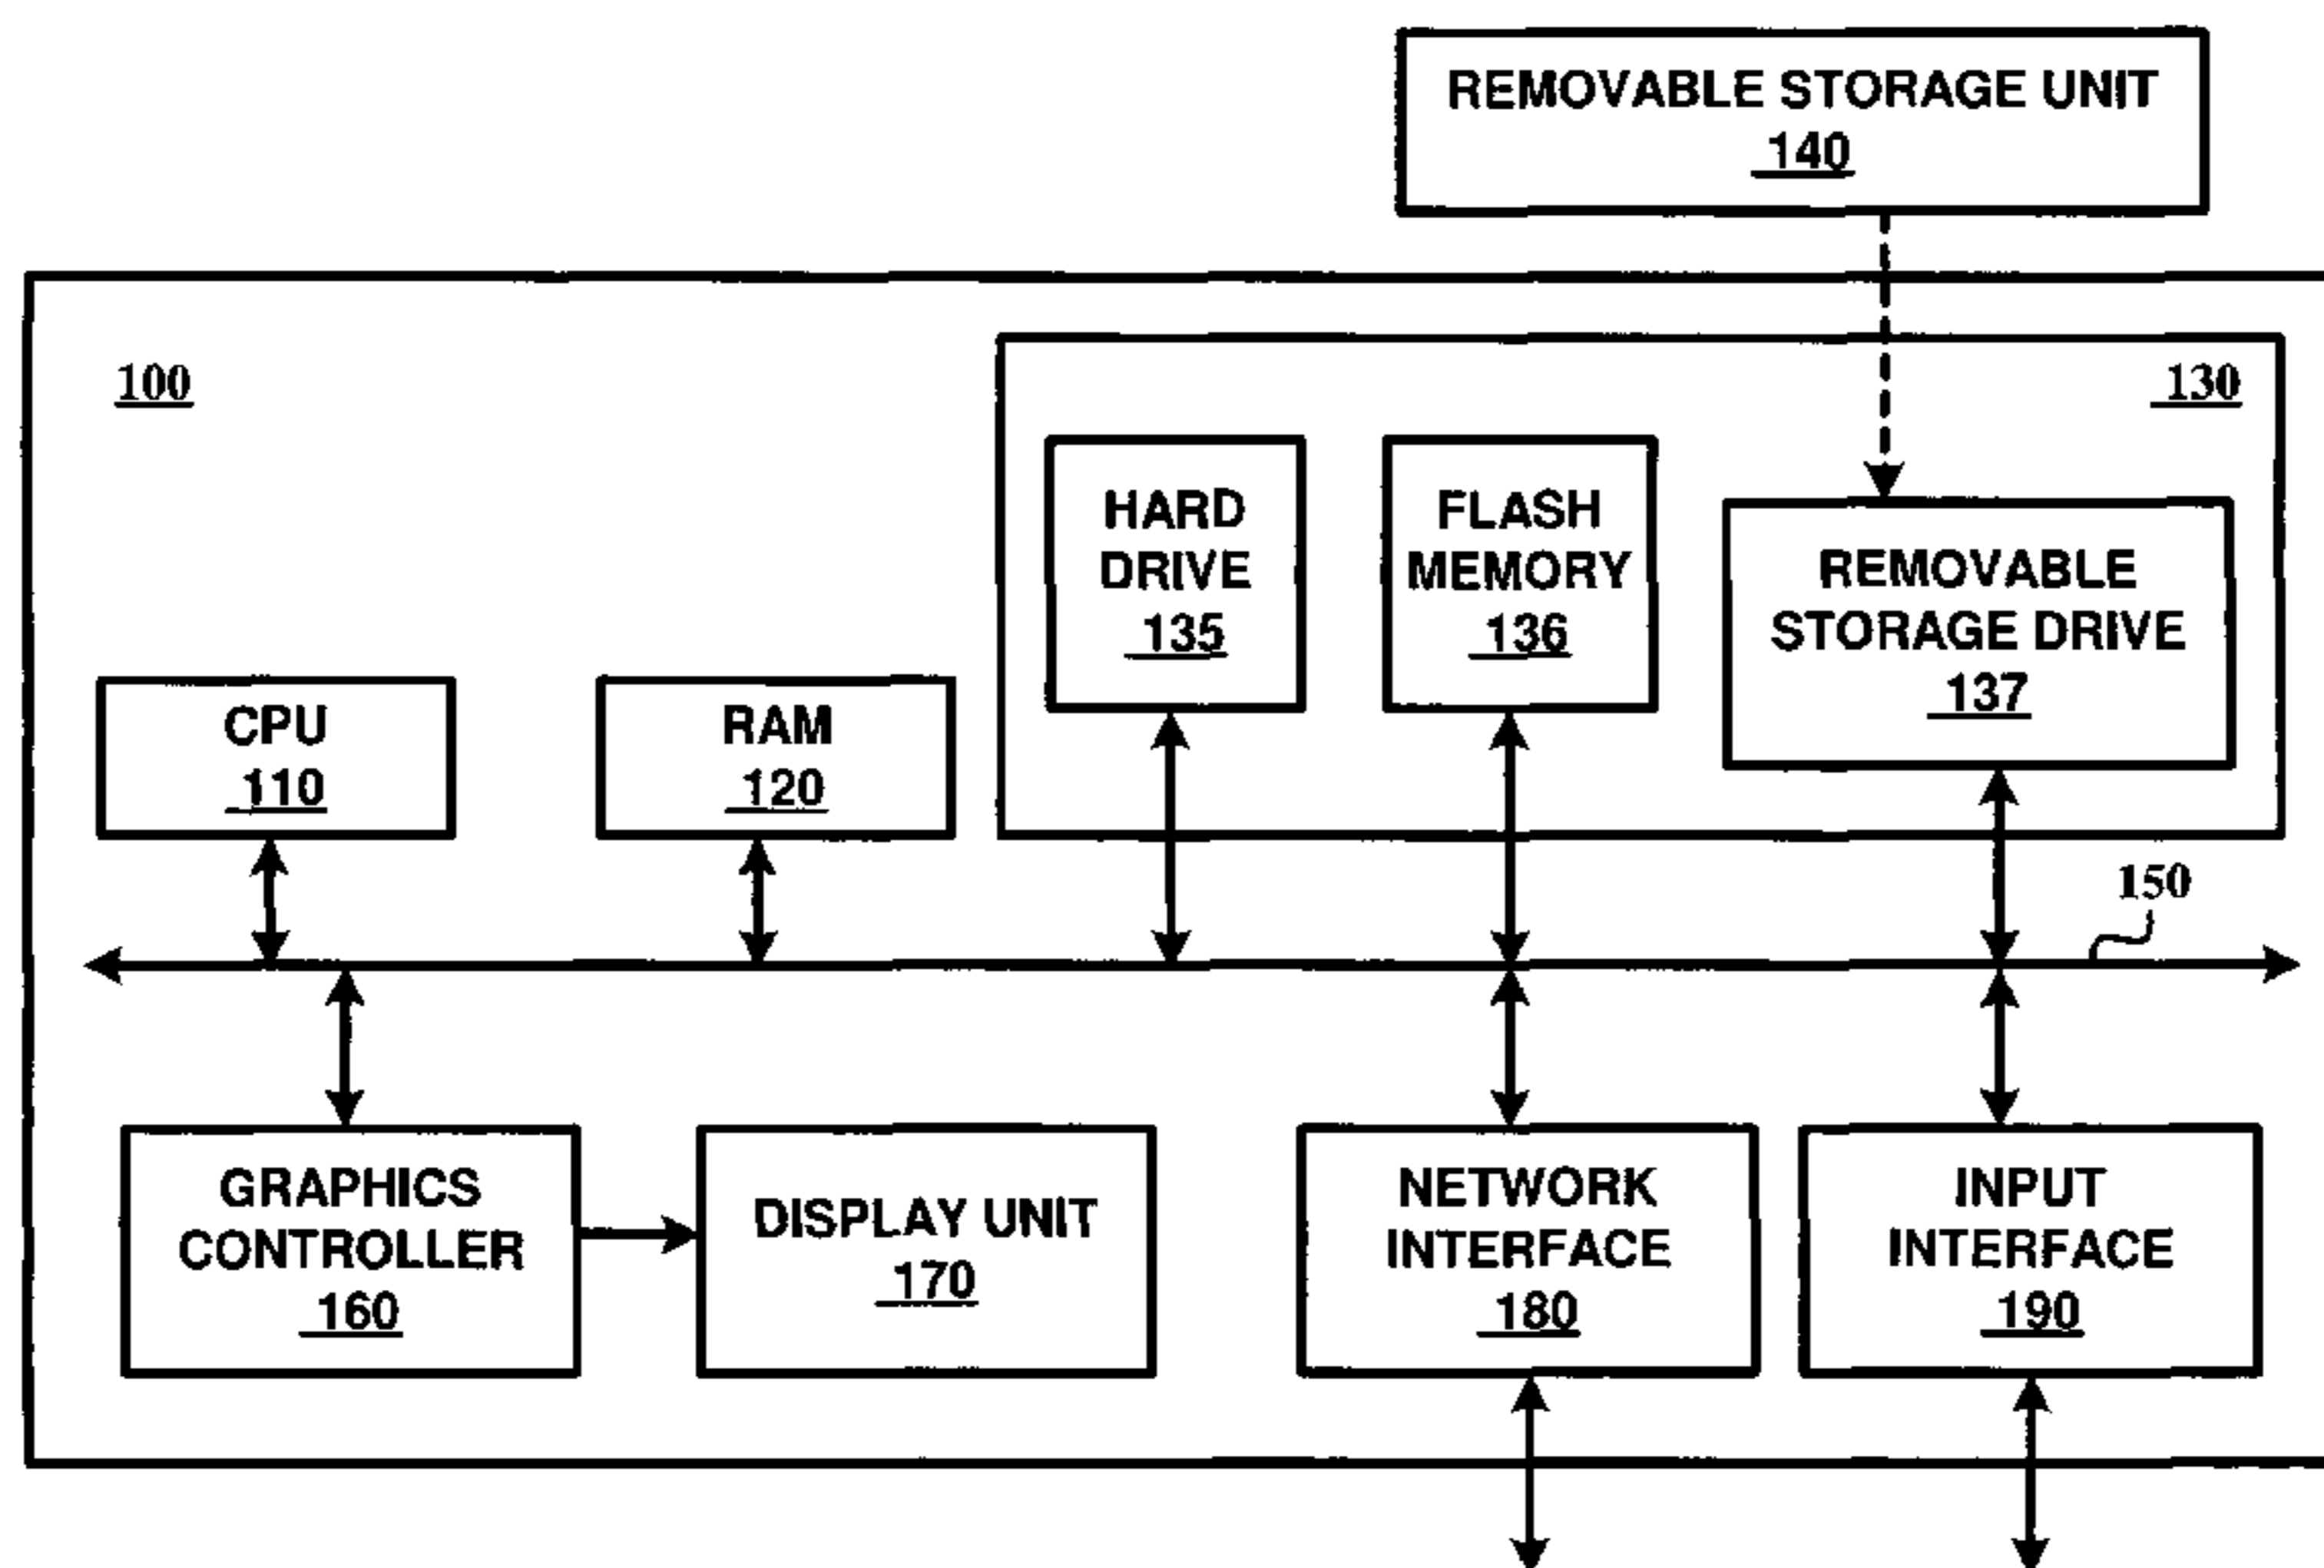 REMOVABLE STORAGE UNIT
140
100
130
HARD
DRIVE
135
FLASH
MEMORY
136
REMOVABLE
STORAGE DRIVE
137
CPU
110
RAM
120
150
GRAPHICS
CONTROLLER
160
DISPLAY UNIT
170
NETWORK
INTERFACE
180
INPUT
INTERFACE
190